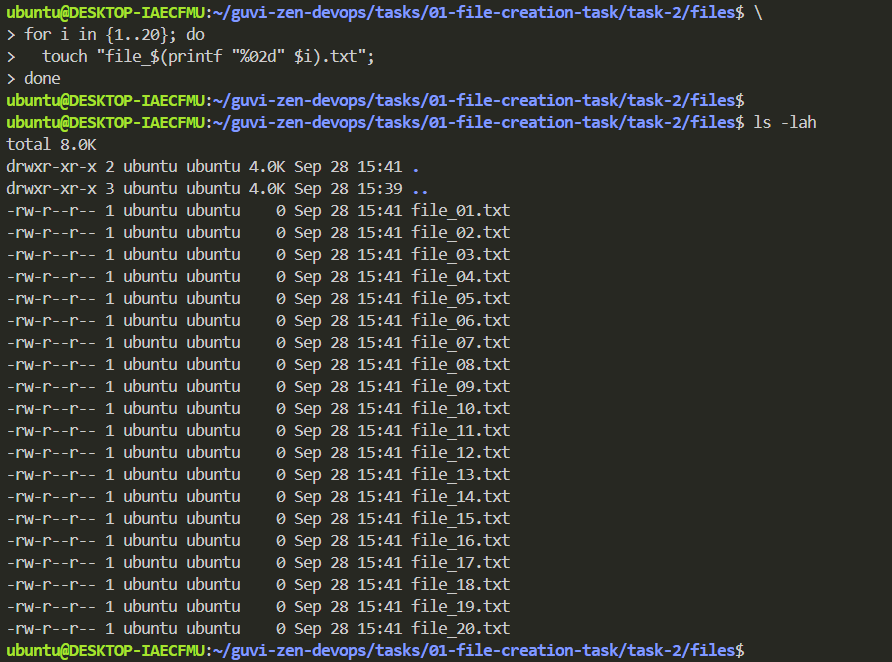 ubuntu@DESKTOP-IAECFMU:~/guvi-zen-devops/tasks/01-file-creation-task/task-2/files$ \
> for i in {1..20}; do
>   touch "file_$(printf "%02d" $i).txt";
> done
ubuntu@DESKTOP-IAECFMU:~/guvi-zen-devops/tasks/01-file-creation-task/task-2/files$
ubuntu@DESKTOP-IAECFMU:~/guvi-zen-devops/tasks/01-file-creation-task/task-2/files$ ls -lah
total 8.0K
drwxr-xr-x 2 ubuntu ubuntu 4.0K Sep 28 15:41 .
drwxr-xr-x 3 ubuntu ubuntu 4.0K Sep 28 15:39 ..
-rw-r--r-- 1 ubuntu ubuntu    0 Sep 28 15:41 file_01.txt
-rw-r--r-- 1 ubuntu ubuntu    0 Sep 28 15:41 file_02.txt
-rw-r--r-- 1 ubuntu ubuntu    0 Sep 28 15:41 file_03.txt
-rw-r--r-- 1 ubuntu ubuntu    0 Sep 28 15:41 file_04.txt
-rw-r--r-- 1 ubuntu ubuntu    0 Sep 28 15:41 file_05.txt
-rw-r--r-- 1 ubuntu ubuntu    0 Sep 28 15:41 file_06.txt
-rw-r--r-- 1 ubuntu ubuntu    0 Sep 28 15:41 file_07.txt
-rw-r--r-- 1 ubuntu ubuntu    0 Sep 28 15:41 file_08.txt
-rw-r--r-- 1 ubuntu ubuntu    0 Sep 28 15:41 file_09.txt
-rw-r--r-- 1 ubuntu ubuntu    0 Sep 28 15:41 file_10.txt
-rw-r--r-- 1 ubuntu ubuntu    0 Sep 28 15:41 file_11.txt
-rw-r--r-- 1 ubuntu ubuntu    0 Sep 28 15:41 file_12.txt
-rw-r--r-- 1 ubuntu ubuntu    0 Sep 28 15:41 file_13.txt
-rw-r--r-- 1 ubuntu ubuntu    0 Sep 28 15:41 file_14.txt
-rw-r--r-- 1 ubuntu ubuntu    0 Sep 28 15:41 file_15.txt
-rw-r--r-- 1 ubuntu ubuntu    0 Sep 28 15:41 file_16.txt
-rw-r--r-- 1 ubuntu ubuntu    0 Sep 28 15:41 file_17.txt
-rw-r--r-- 1 ubuntu ubuntu    0 Sep 28 15:41 file_18.txt
-rw-r--r-- 1 ubuntu ubuntu    0 Sep 28 15:41 file_19.txt
-rw-r--r-- 1 ubuntu ubuntu    0 Sep 28 15:41 file_20.txt
ubuntu@DESKTOP-IAECFMU:~/guvi-zen-devops/tasks/01-file-creation-task/task-2/files$